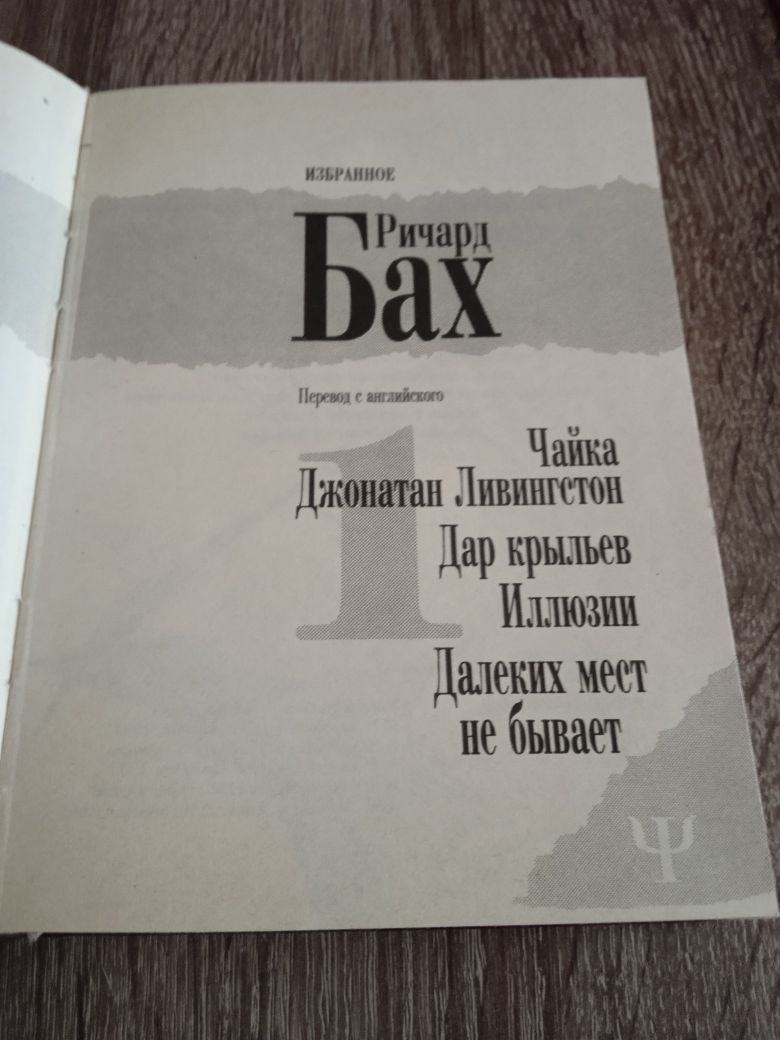 ИЗБРАННОЕ
Ричард
Бах
Перевод с английского
1
Чайка
Джонатан Ливингстон
Дар крыльев
Иллюзии
Далеких мест
не бывает
Ψ